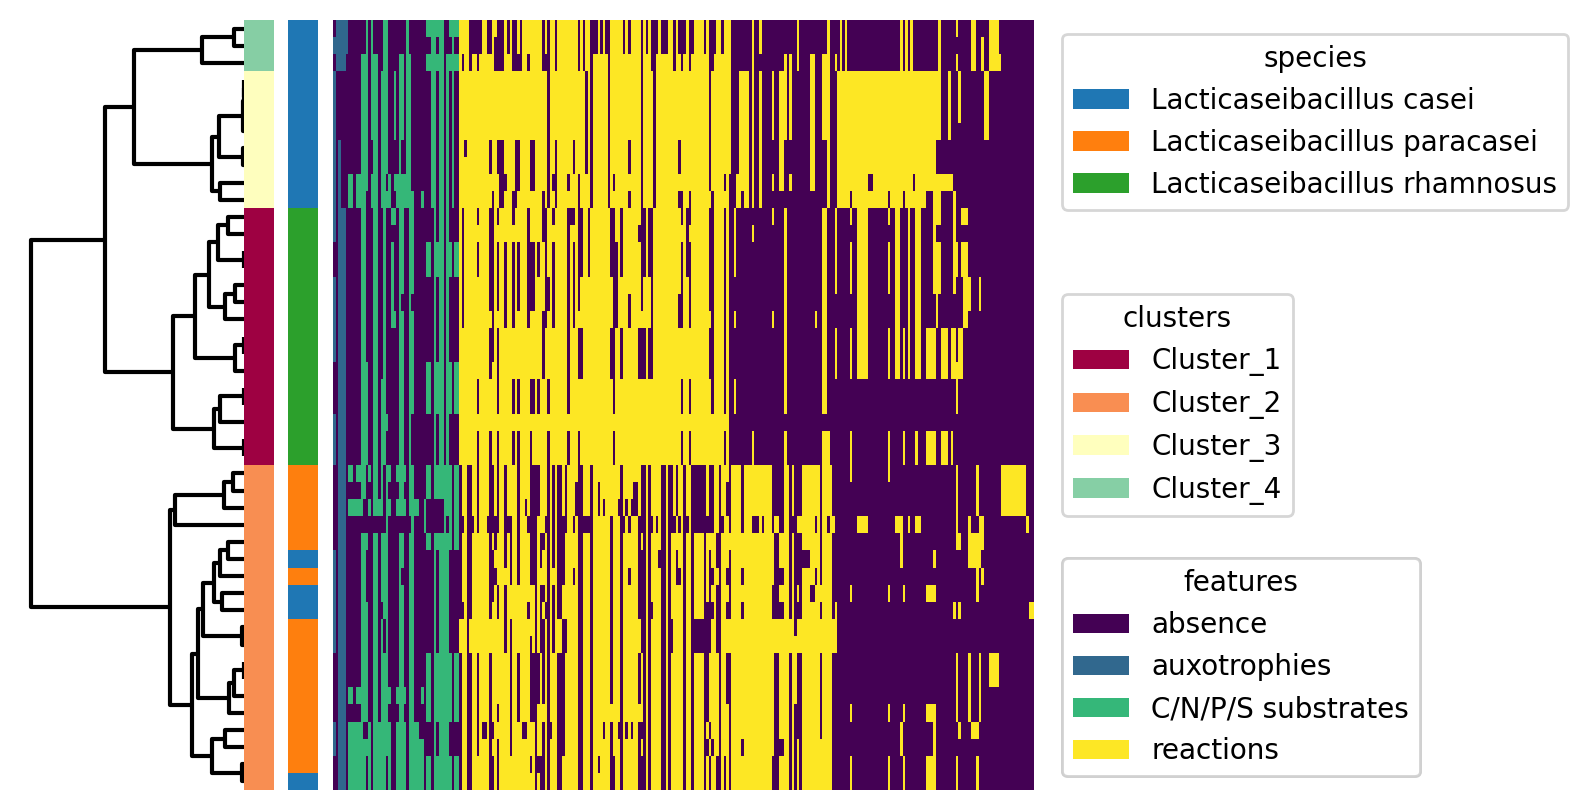 species
Lacticaseibacillus casei
Lacticaseibacillus paracasei
Lacticaseibacillus rhamnosus
clusters
Cluster_1
Cluster_2
Cluster_3
Cluster_4
features
absence
auxotrophies
C/N/P/S substrates
reactions